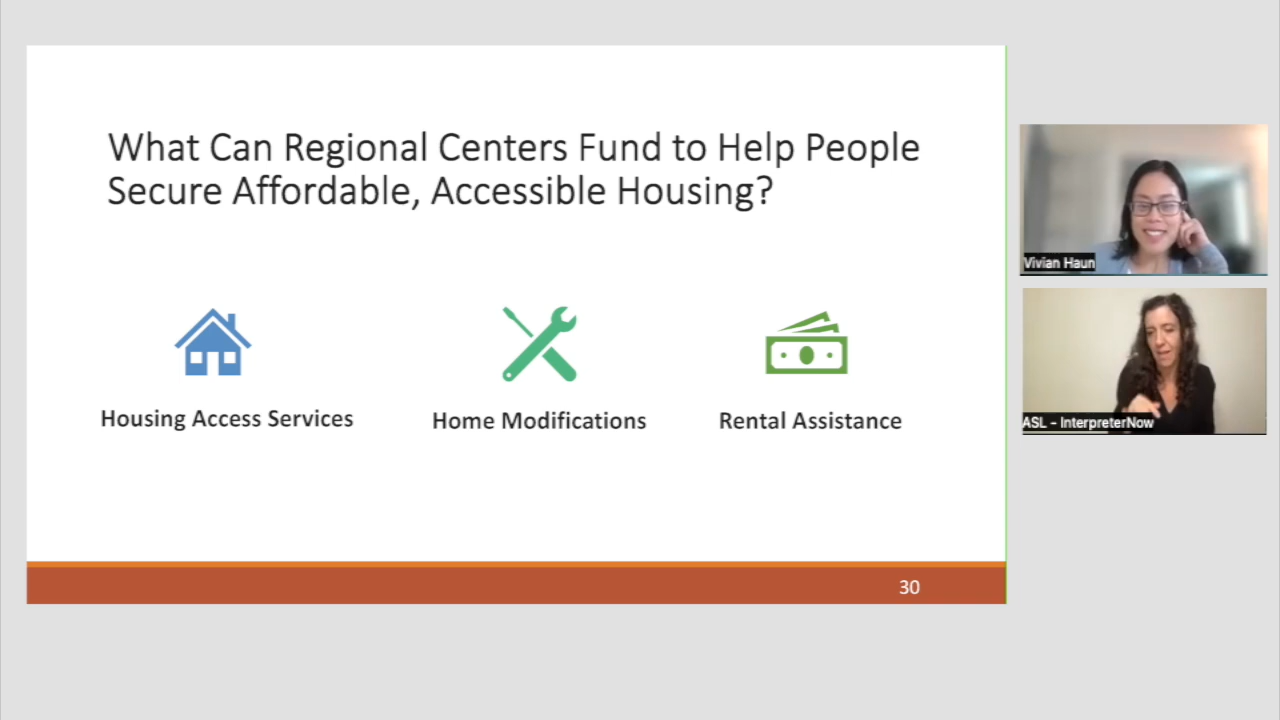 What Can Regional Centers Fund to Help People
Secure Affordable, Accessible Housing?
Housing Access Services
Home Modifications
Rental Assistance
30
Vivian Haun
ASL - InterpreterNow